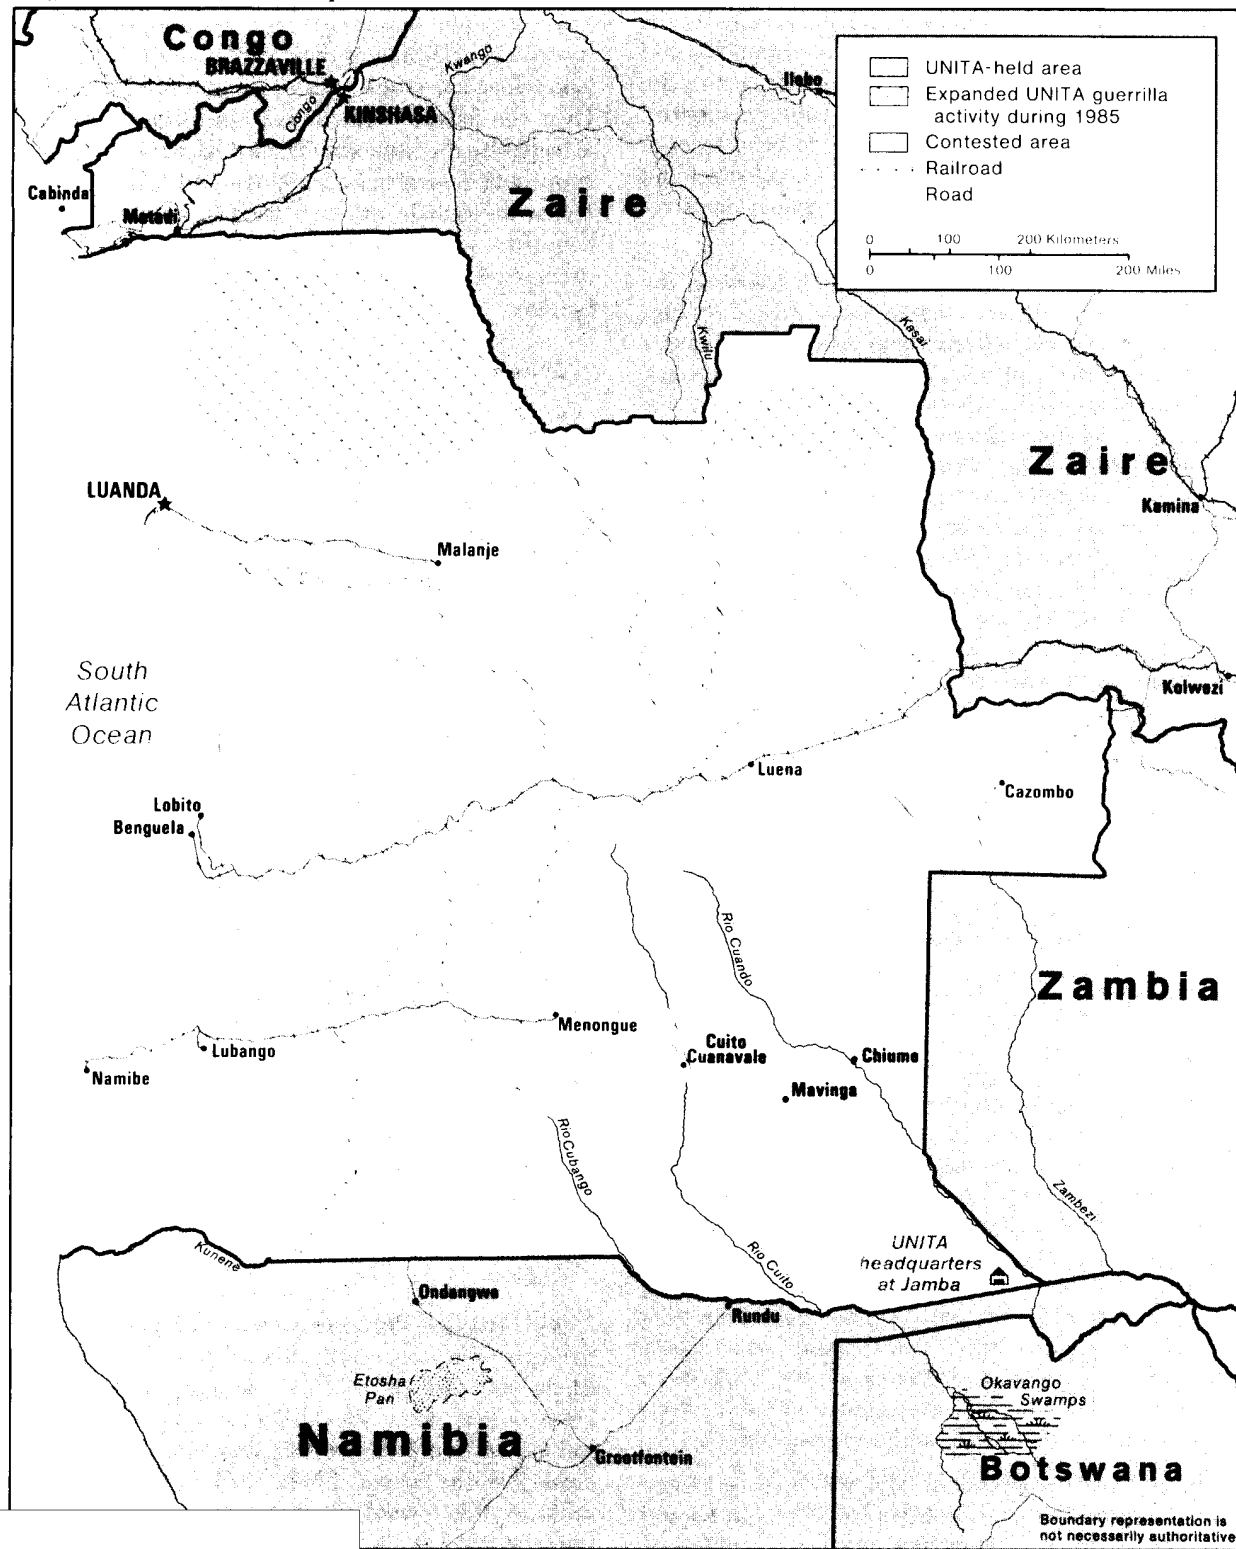 Congo
BRAZZAVILLE
KINSHASA
Congo
Kwango
Ilebo
UNITA-held area
Expanded UNITA guerrilla
activity during 1985
Contested area
Railroad
Road
0 100 200 Kilometers
0 100 200 Miles
Cabinda
Matadi
Zaire
Kwilu
Kasai
Zaire
Kamina
LUANDA
Malanje
South
Atlantic
Ocean
Kolwezi
Luena
Cazombo
Lobito
Benguela
Rio Cuando
Zambia
Menongue
Cuito
Cuanavale
Chiume
Lubango
Mavinga
Namibe
Rio Cubango
Zambezi
Kunene
Rio Cuito
UNITA
headquarters
at Jamba
Ondangwa
Rundu
Etosha
Pan
Okavango
Swamps
Namibia
Grootfontein
Botswana
Boundary representation is
not necessarily authoritative